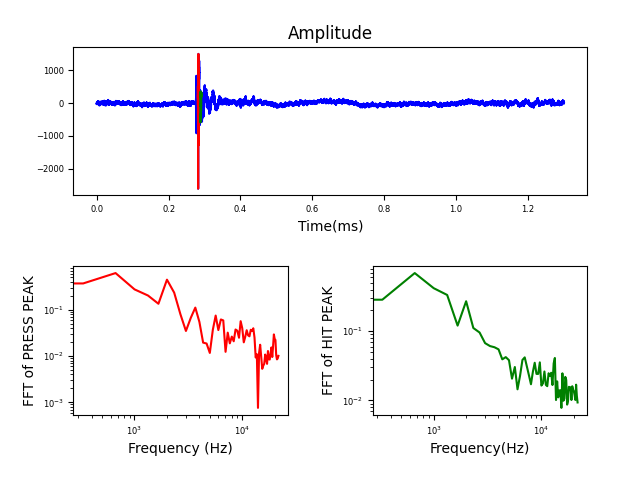 Amplitude
1000
0
−1000
−2000
0.0 0.2 0.4 0.6 0.8 1.0 1.2
Time(ms)
FFT of PRESS PEAK
10⁻¹
10⁻²
10⁻³
10³ 10⁴
Frequency (Hz)
FFT of HIT PEAK
10⁻¹
10⁻²
10³ 10⁴
Frequency(Hz)